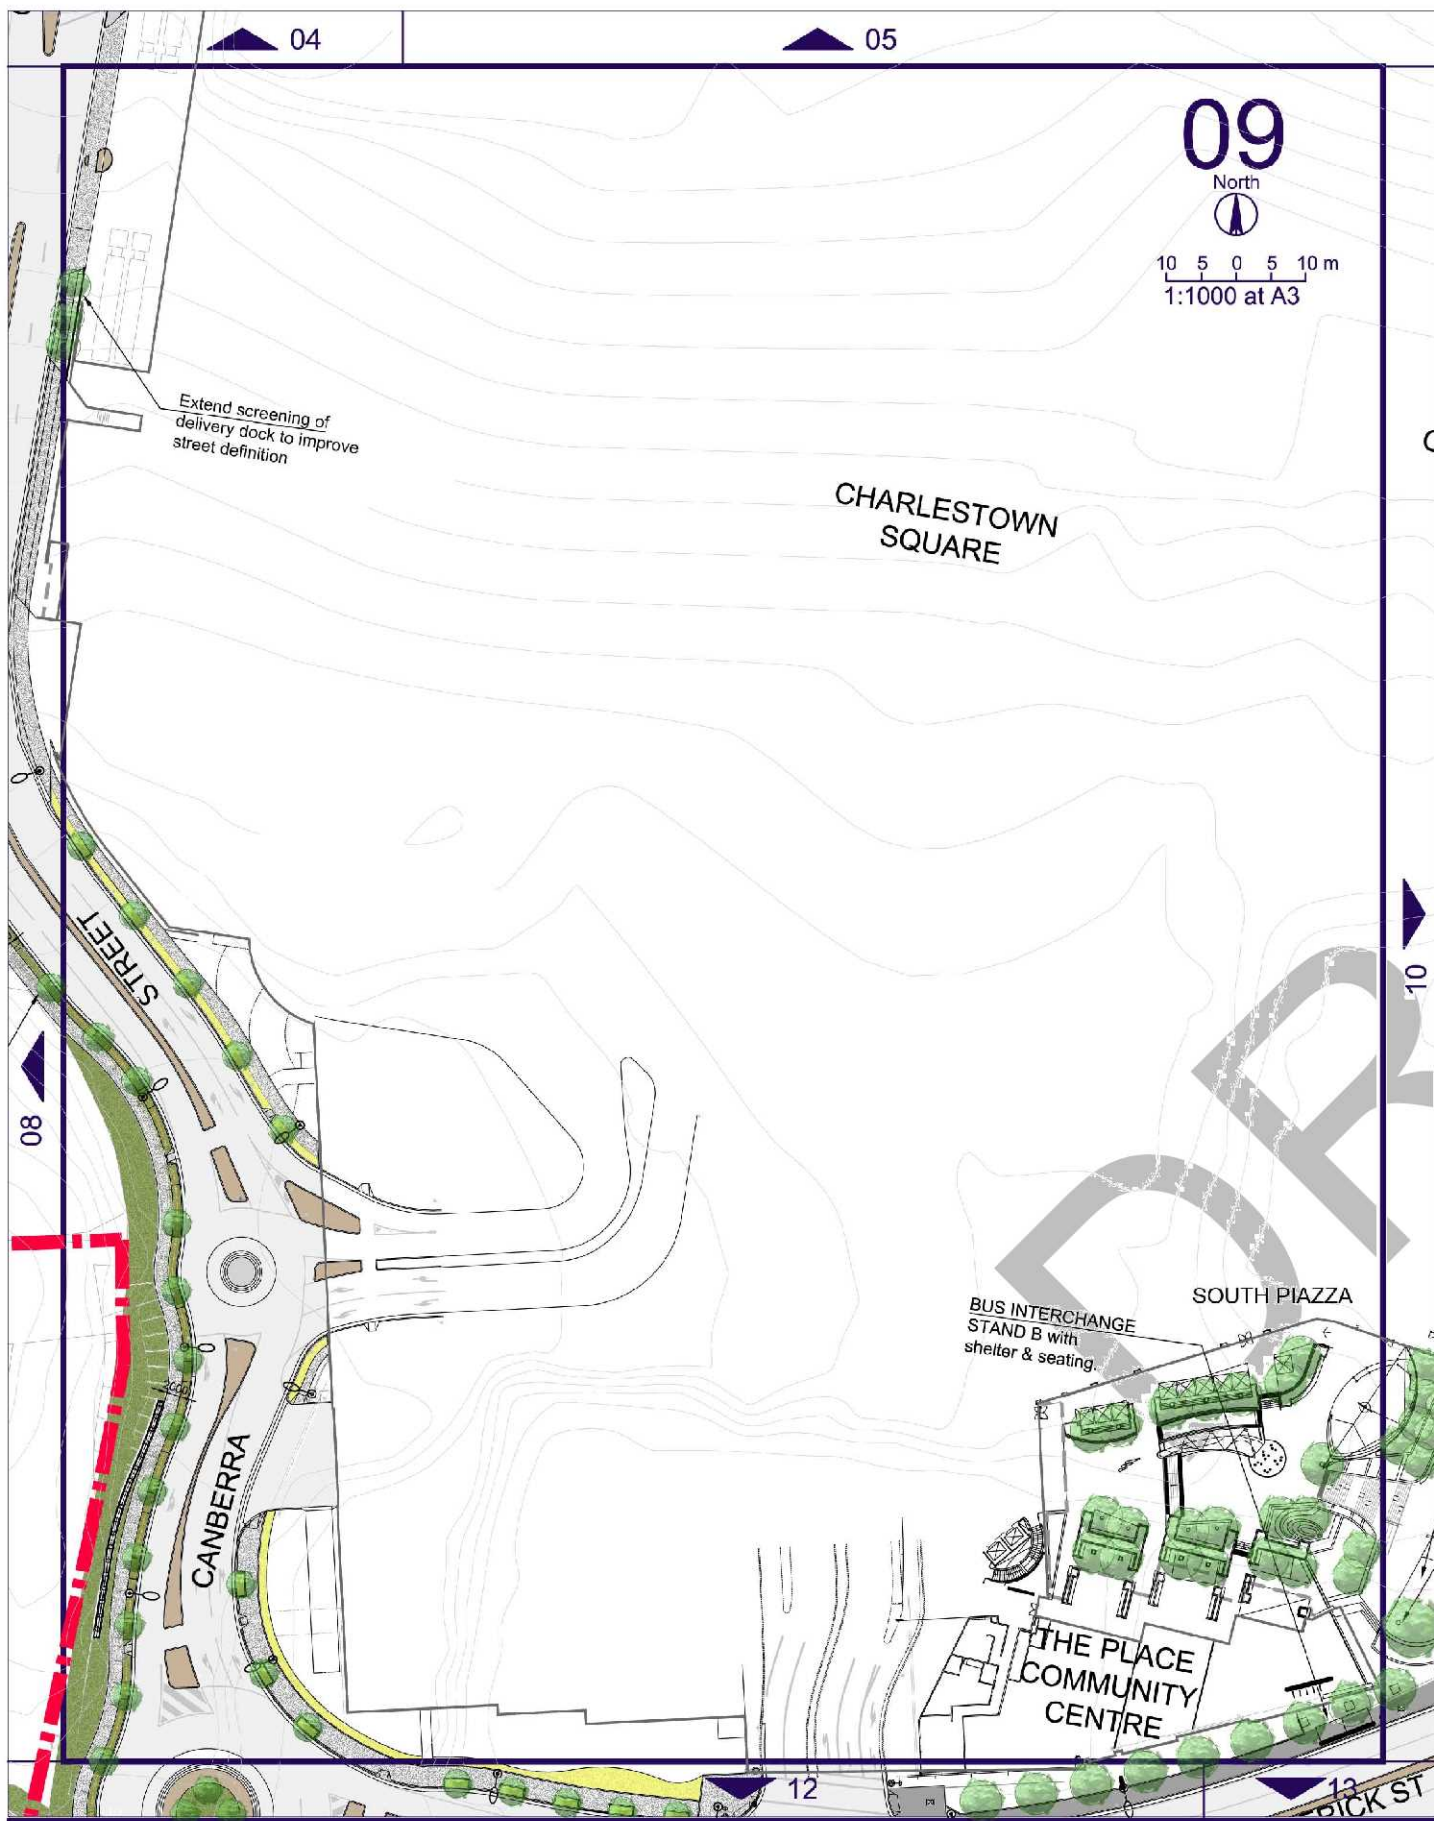 04
05
09
North
10 5 0 5 10 m
1:1000 at A3
Extend screening of
delivery dock to improve
street definition
CHARLESTOWN
SQUARE
STREET
10
08
SOUTH PIAZZA
BUS INTERCHANGE
STAND B with
shelter & seating.
CANBERRA
THE PLACE
COMMUNITY
CENTRE
12
13
RICK ST
DR